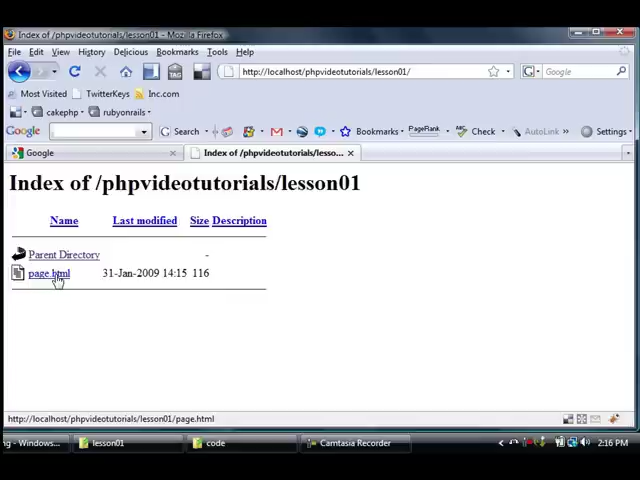 Index of /phpvideotutorials/lesson01 - Mozilla Firefox
File Edit View History Delicious Bookmarks Tools Help
TAG http://localhost/phpvideotutorials/lesson01/ G Google
Most Visited TwitterKeys Inc.com
cakephp rubyonrails
Google G Search Bookmarks PageRank Check AutoLink Settings
Google Index of /phpvideotutorials/lesso...
Index of /phpvideotutorials/lesson01
Name Last modified Size Description
Parent Directory -
page.html 31-Jan-2009 14:15 116
http://localhost/phpvideotutorials/lesson01/page.html
ng - Windows... lesson01 code Camtasia Recorder 2:16 PM